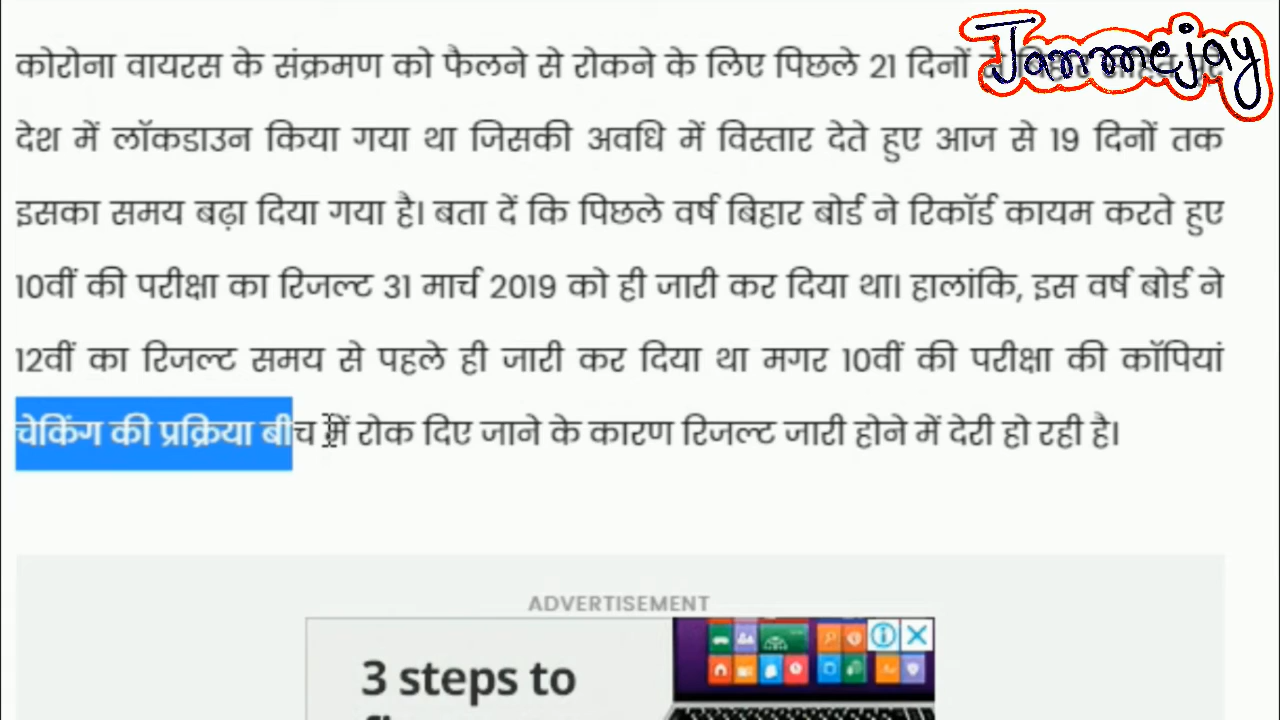 Jammejay
कोरोना वायरस के संक्रमण को फैलने से रोकने के लिए पिछले 21 दिनों
देश में लॉकडाउन किया गया था जिसकी अवधि में विस्तार देते हुए आज से 19 दिनों तक
इसका समय बढ़ा दिया गया है। बता दें कि पिछले वर्ष बिहार बोर्ड ने रिकॉर्ड कायम करते हुए
10वीं की परीक्षा का रिजल्ट 31 मार्च 2019 को ही जारी कर दिया था। हालांकि, इस वर्ष बोर्ड ने
12वीं का रिजल्ट समय से पहले ही जारी कर दिया था मगर 10वीं की परीक्षा की कॉपियां
चेकिंग की प्रक्रिया बीच में रोक दिए जाने के कारण रिजल्ट जारी होने में देरी हो रही है।
ADVERTISEMENT
3 steps to